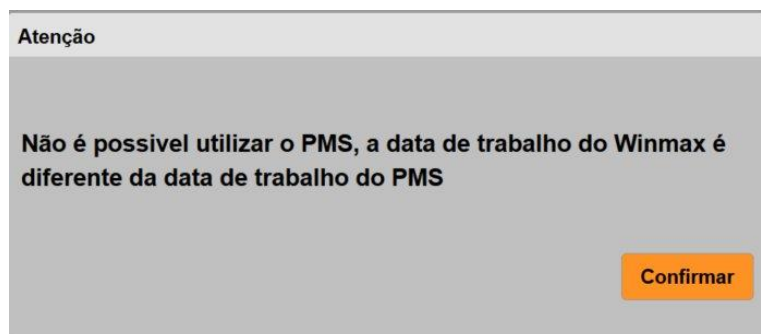 Atenção
Não é possivel utilizar o PMS, a data de trabalho do Winmax é
diferente da data de trabalho do PMS
Confirmar